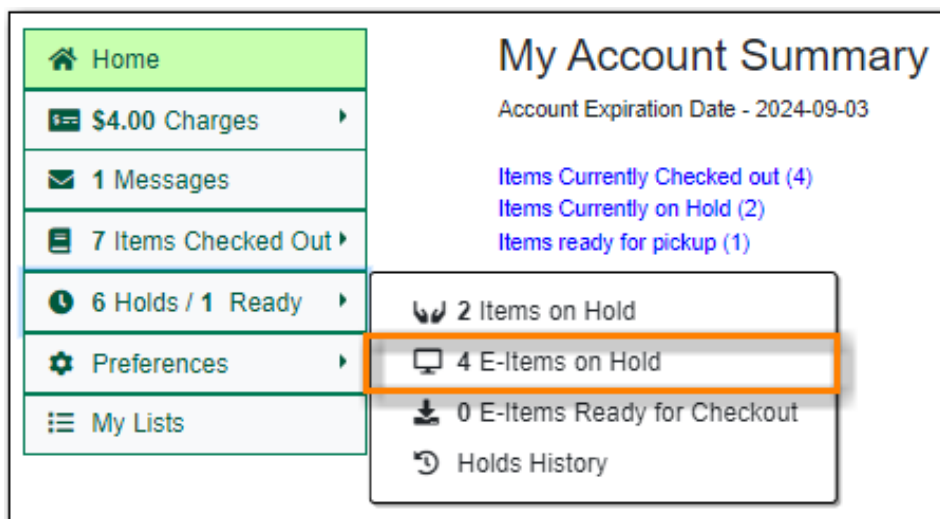 Home
$4.00 Charges
1 Messages
7 Items Checked Out
6 Holds / 1 Ready
Preferences
My Lists
My Account Summary
Account Expiration Date - 2024-09-03
Items Currently Checked out (4)
Items Currently on Hold (2)
Items ready for pickup (1)
2 Items on Hold
4 E-Items on Hold
0 E-Items Ready for Checkout
Holds History